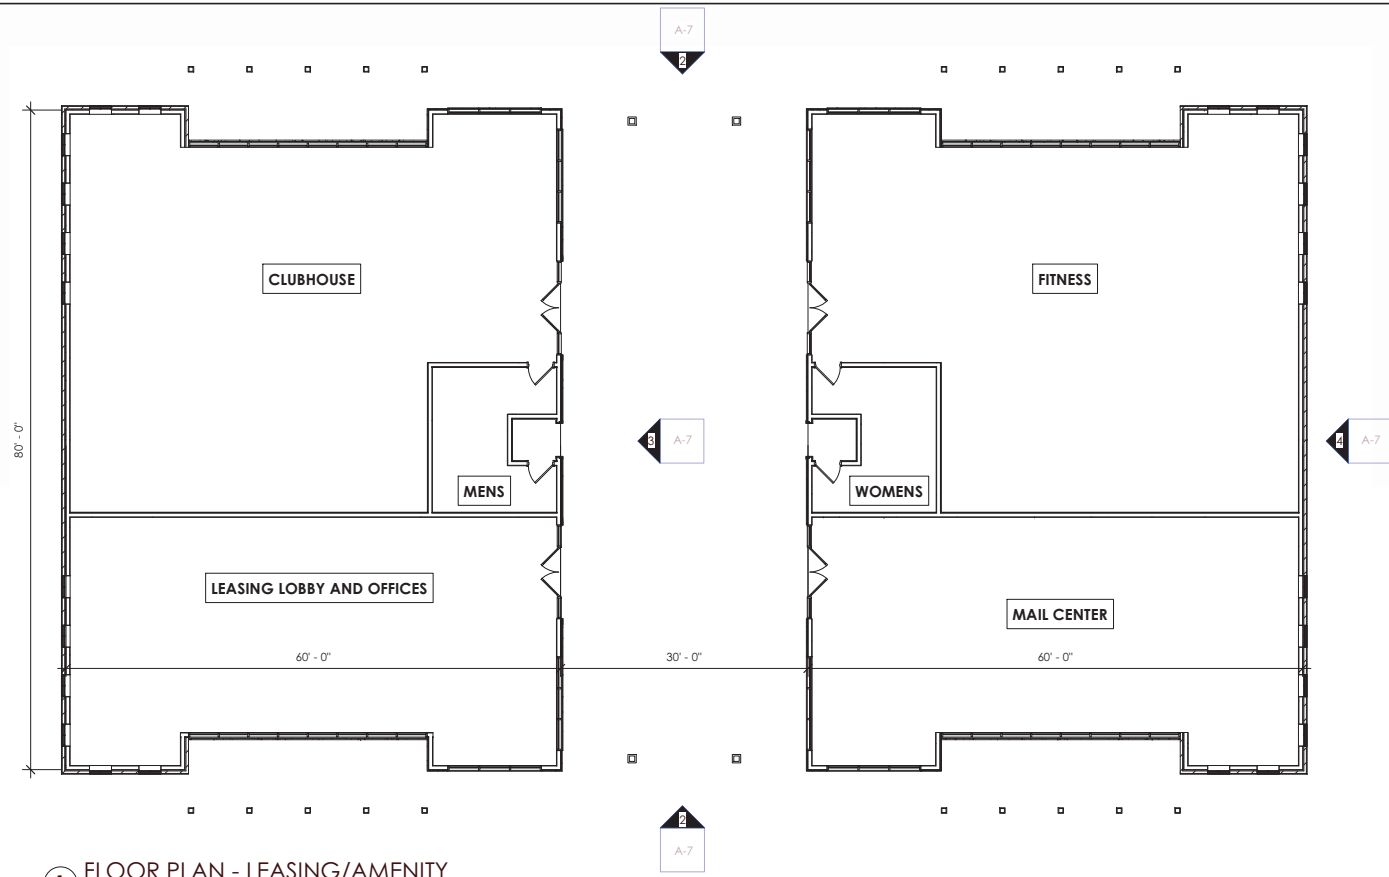 A-7
2
CLUBHOUSE
FITNESS
80' - 0"
3
A-7
4
A-7
MENS
WOMENS
LEASING LOBBY AND OFFICES
MAIL CENTER
60' - 0"
30' - 0"
60' - 0"
2
A-7
FLOOR PLAN - LEASING/AMENITY